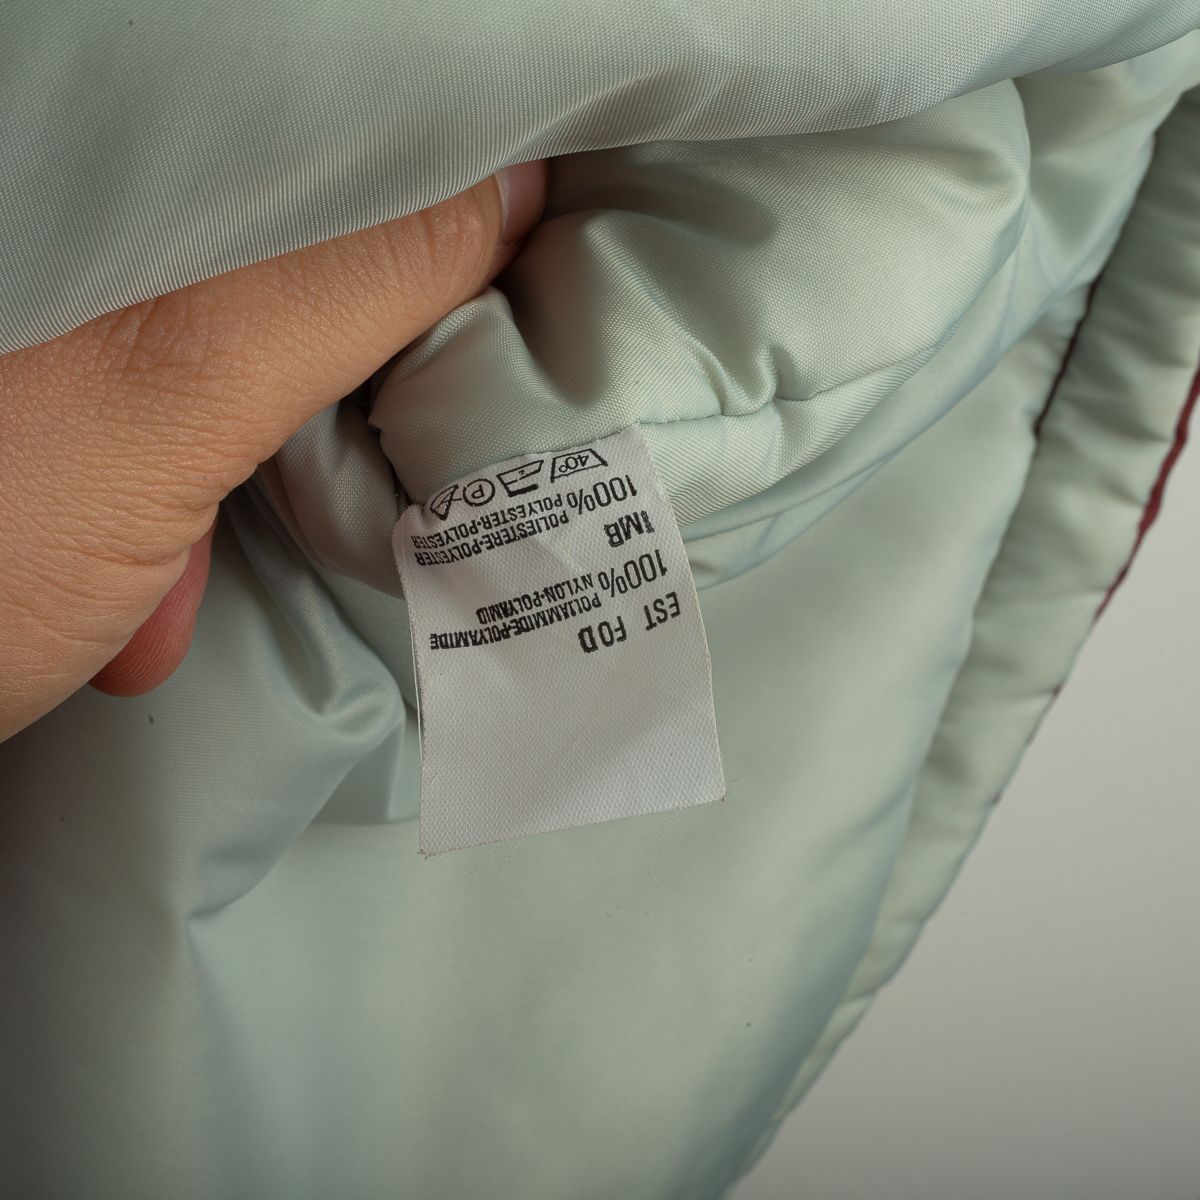 EST FOD
100% POLIAMMIDE-POLYAMIDE
NYLON-POLYAMID
IMB
100% POLIESTERE-POLYESTER
POLYESTER-POLYESTER
40° P